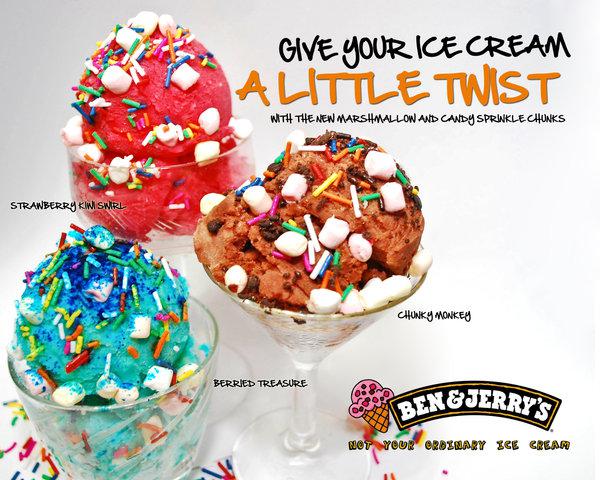 GIVE YOUR ICE CREAM
A LITTLE TWIST
WITH THE NEW MARSHMALLOW AND CANDY SPRINKLE CHUNKS
STRAWBERRY KIWI SWIRL
CHUNKY MONKEY
BERRIED TREASURE
BEN & JERRY'S
NOT YOUR ORDINARY ICE CREAM